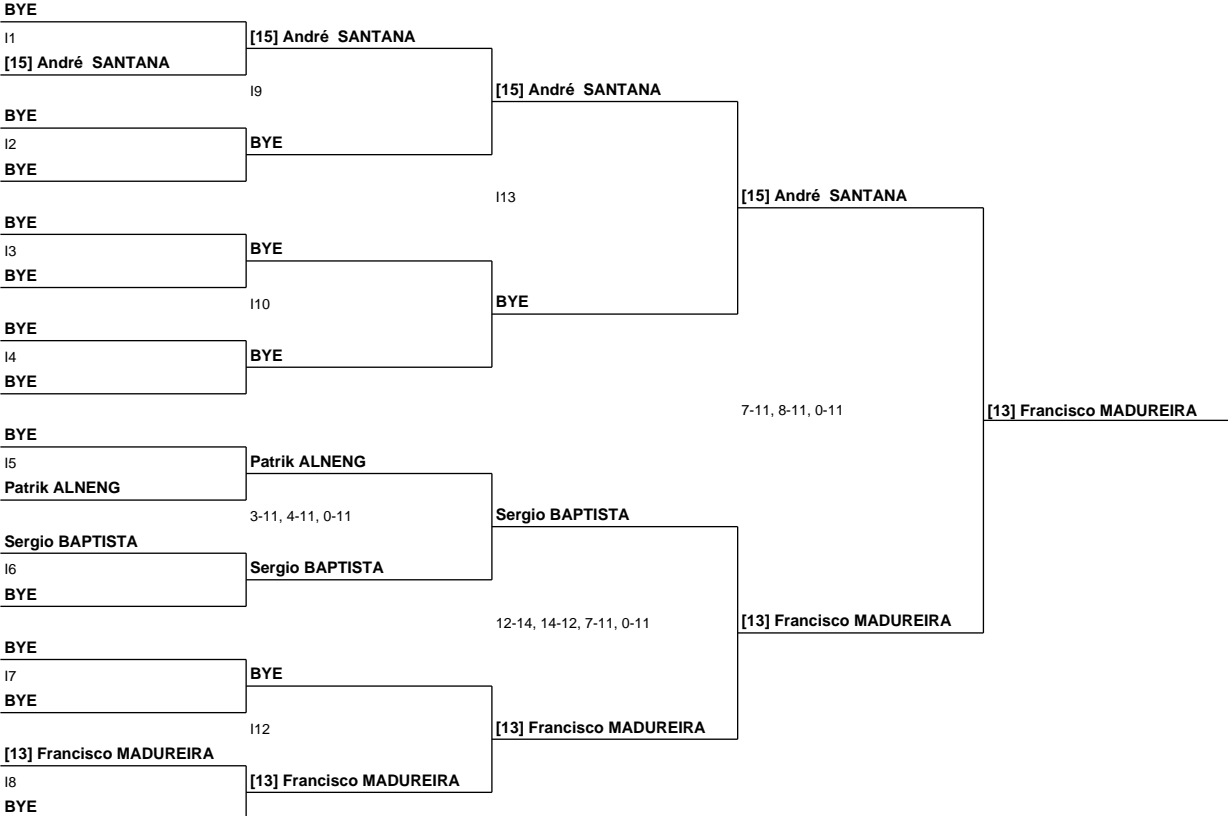 BYE
I1
[15] André  SANTANA
[15] André  SANTANA
I9
[15] André  SANTANA
BYE
I2
BYE
BYE
I13
[15] André  SANTANA
BYE
I3
BYE
BYE
I10
BYE
BYE
I4
BYE
BYE
7-11, 8-11, 0-11
[13] Francisco MADUREIRA
BYE
I5
Patrik ALNENG
Patrik ALNENG
3-11, 4-11, 0-11
Sergio BAPTISTA
Sergio BAPTISTA
I6
BYE
Sergio BAPTISTA
12-14, 14-12, 7-11, 0-11
[13] Francisco MADUREIRA
BYE
I7
BYE
BYE
I12
[13] Francisco MADUREIRA
[13] Francisco MADUREIRA
I8
BYE
[13] Francisco MADUREIRA